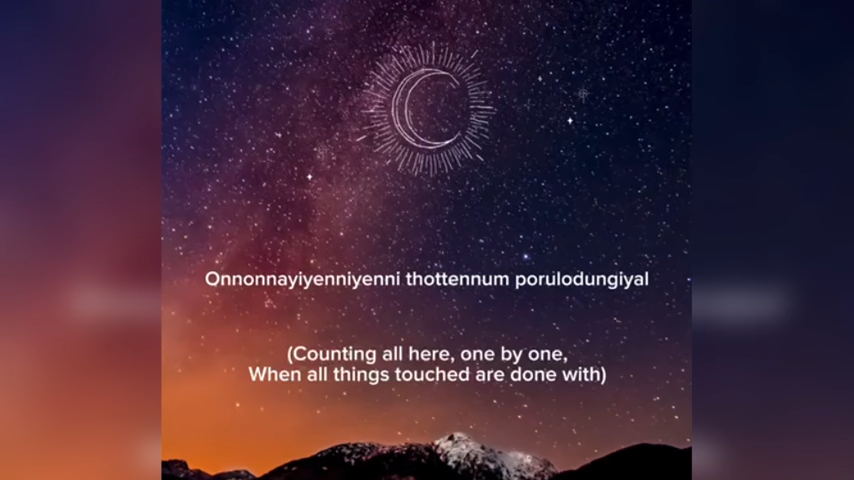 Onnonnayiyenniyenni thottennum porulodungiyal
(Counting all here, one by one,
When all things touched are done with)